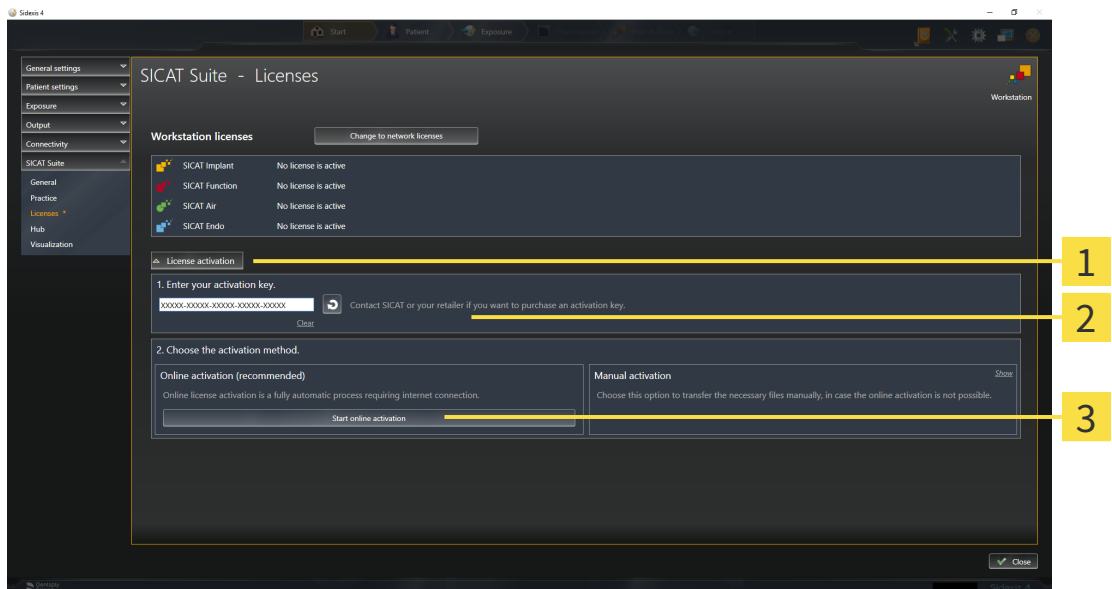 Sidexis 4
Start
Patient
Exposure
General settings
Patient settings
Exposure
Output
Connectivity
SICAT Suite
General
Practice
Licenses *
Hub
Visualization
SICAT Suite - Licenses
Workstation
Workstation licenses
Change to network licenses
SICAT Implant No license is active
SICAT Function No license is active
SICAT Air No license is active
SICAT Endo No license is active
License activation
1
1. Enter your activation key.
XXXXX-XXXXX-XXXXX-XXXXX-XXXXX
Contact SICAT or your retailer if you want to purchase an activation key.
2
Clear
2. Choose the activation method.
Online activation (recommended)
Online license activation is a fully automatic process requiring internet connection.
Start online activation
Manual activation
Show
Choose this option to transfer the necessary files manually, in case the online activation is not possible.
3
Close
Dentsply
Sidexis 4